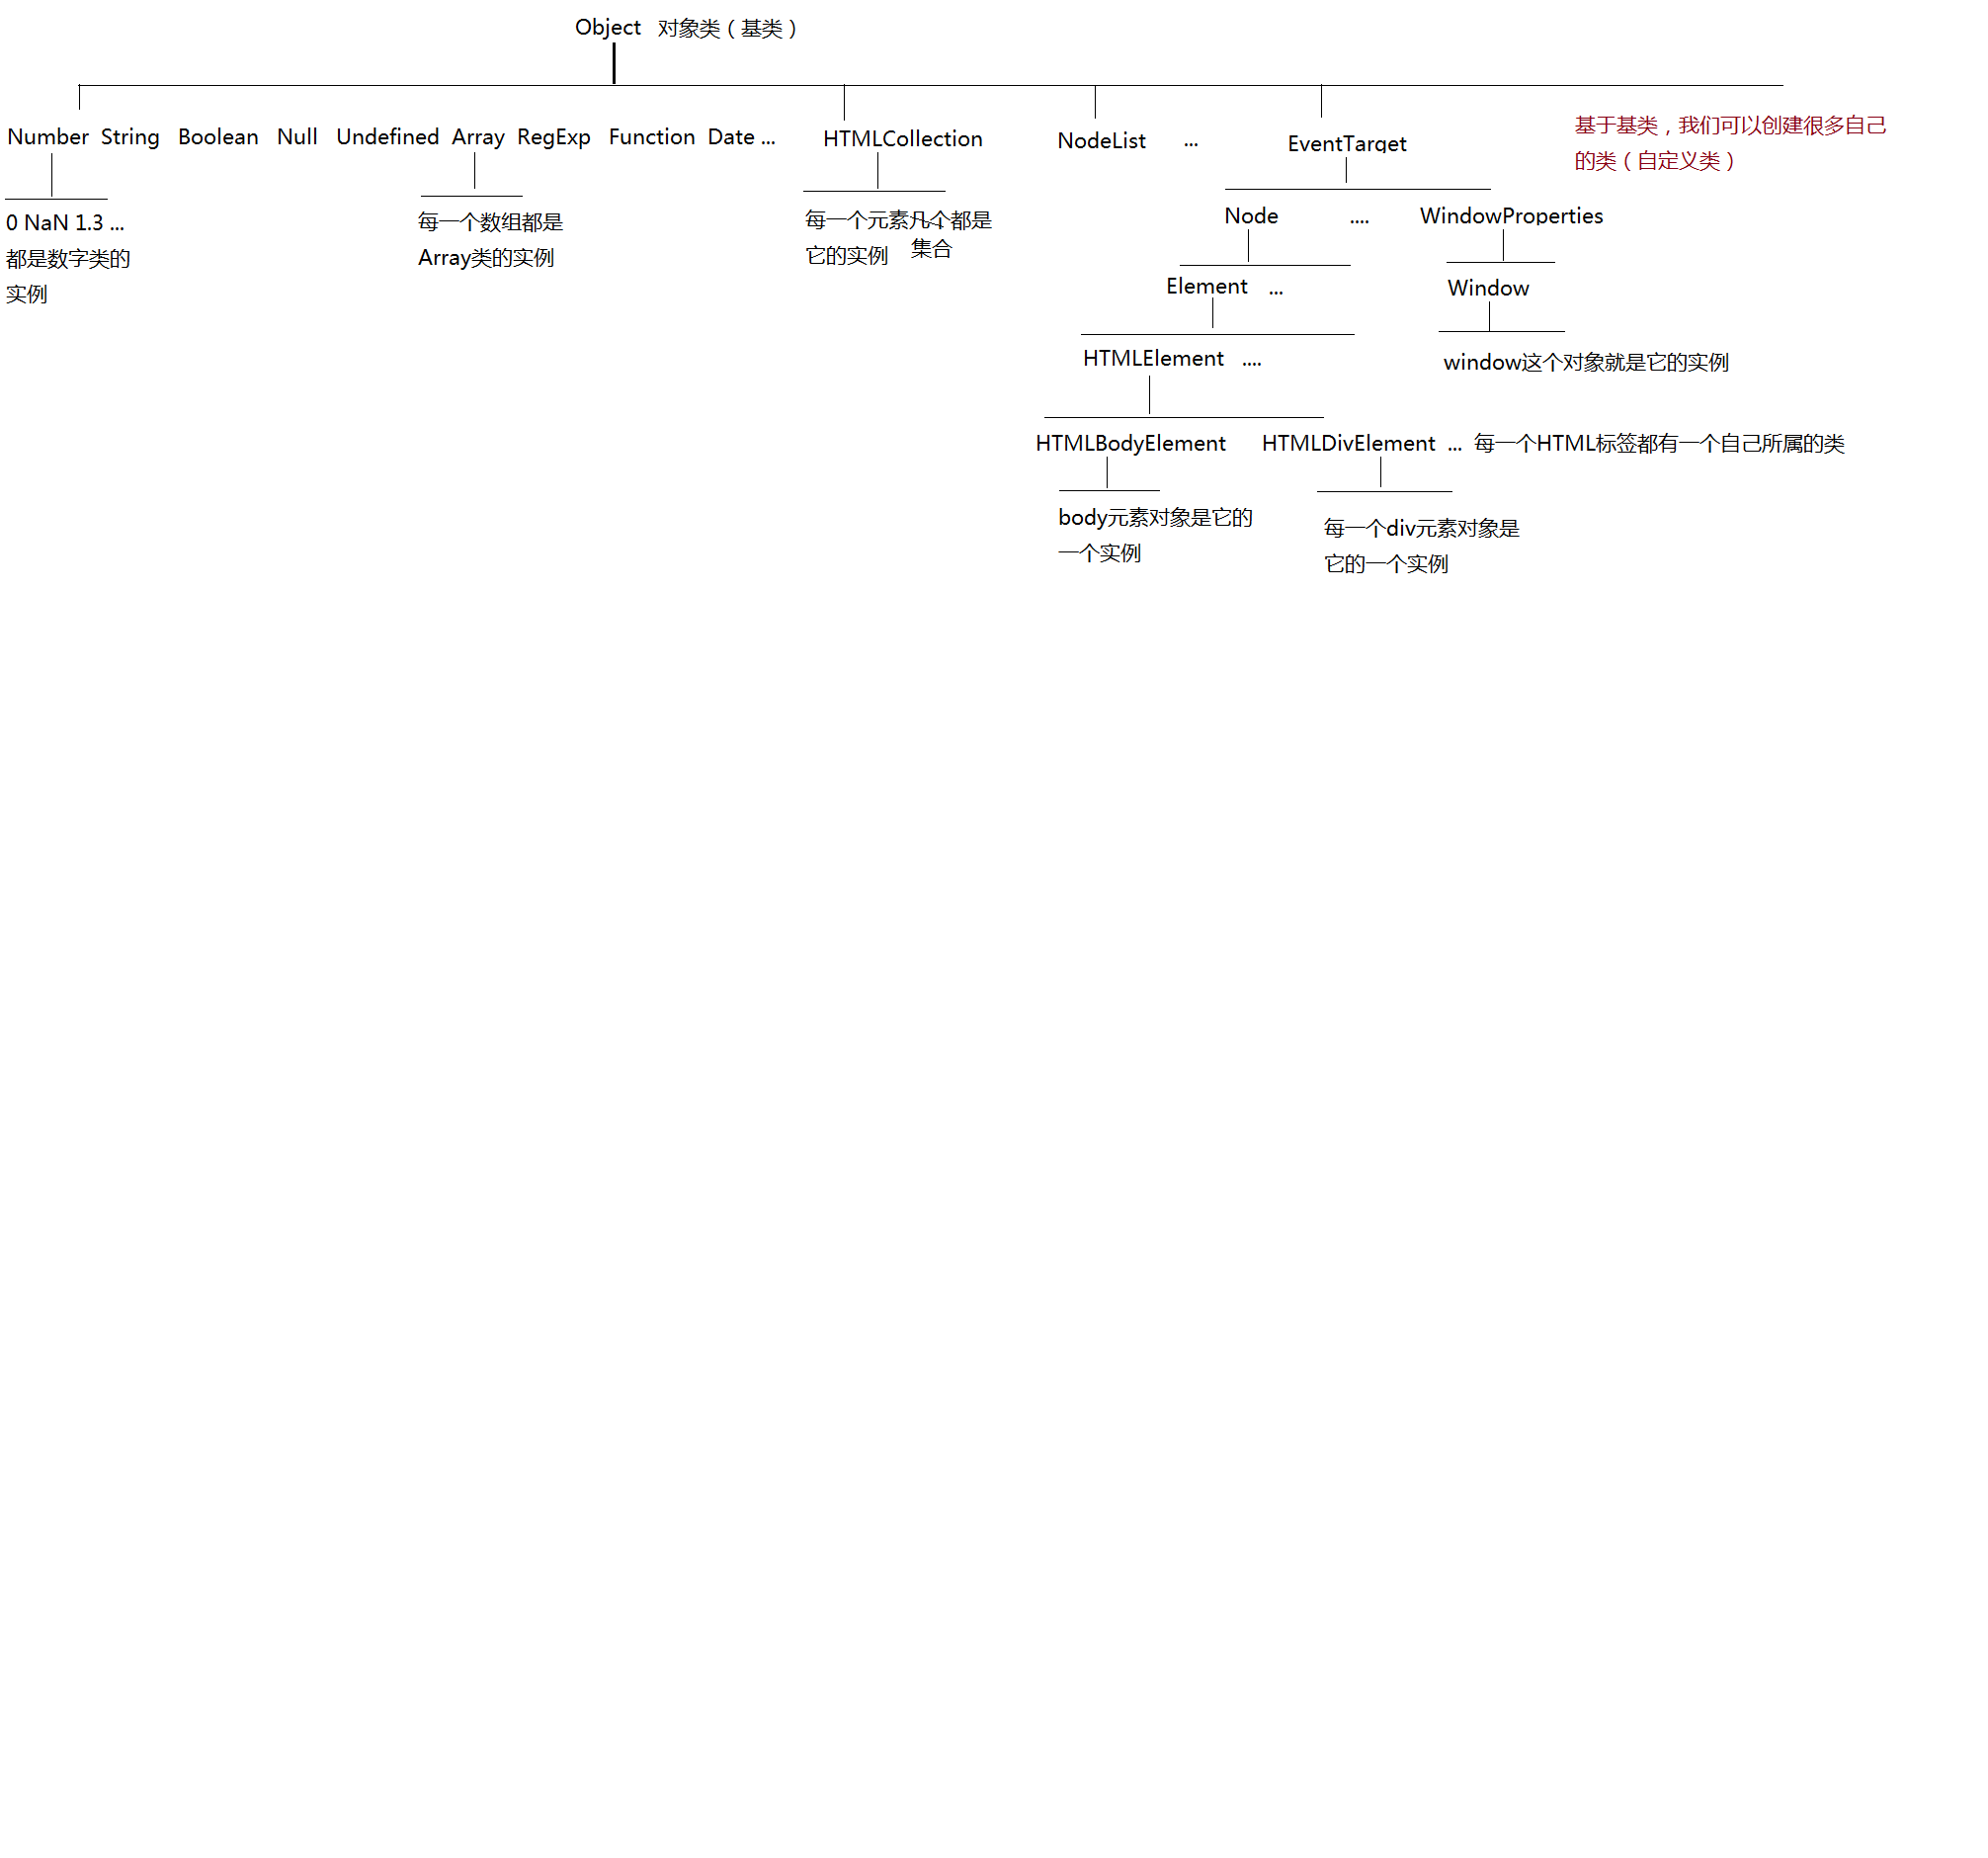 Object 对象类（基类）
Number String Boolean Null Undefined Array RegExp Function Date ...
HTMLCollection
NodeList ...
EventTarget
基于基类，我们可以创建很多自己
的类（自定义类）
0 NaN 1.3 ...
都是数字类的
实例
每一个数组都是
Array类的实例
每一个元素 个都是
它的实例 集合
Node .... WindowProperties
Element ...
Window
HTMLElement ....
window这个对象就是它的实例
HTMLBodyElement HTMLDivElement ... 每一个HTML标签都有一个自己所属的类
body元素对象是它的
一个实例
每一个div元素对象是
它的一个实例